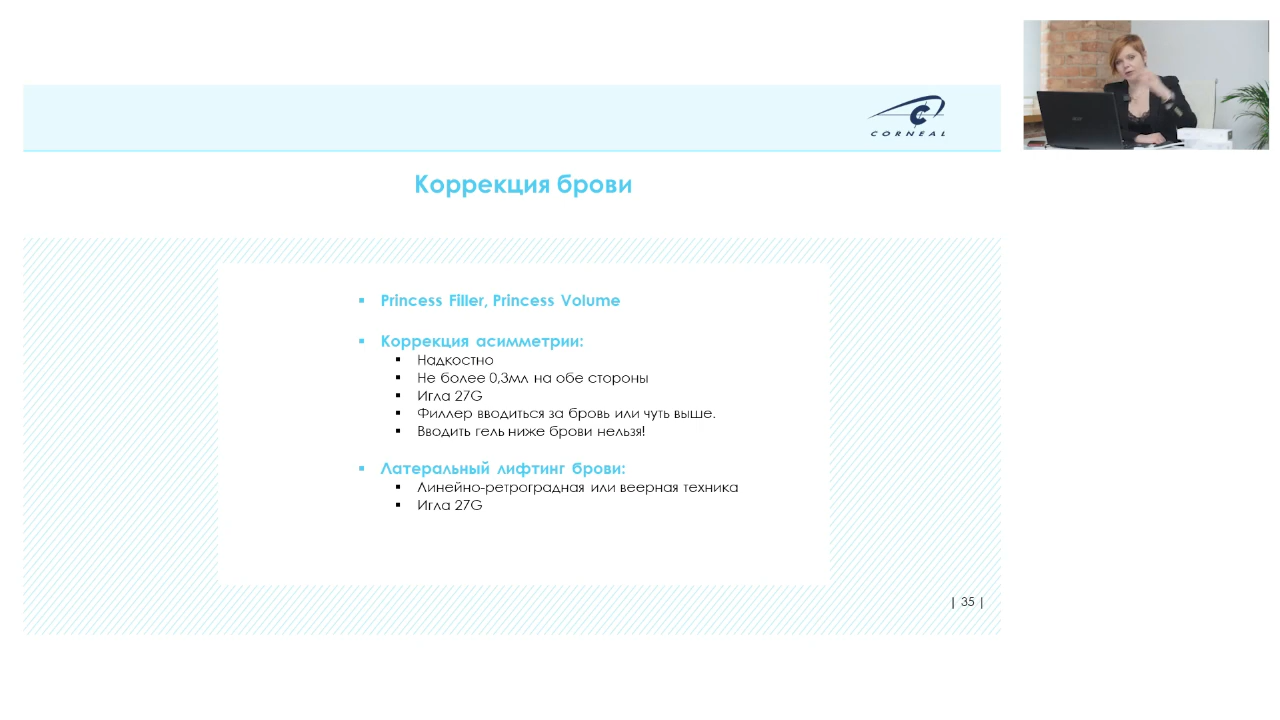 CORNEAL
Коррекция брови
Princess Filler, Princess Volume
Коррекция асимметрии:
Надкостно
Не более 0,3мл на обе стороны
Игла 27G
Филлер вводиться за бровь или чуть выше.
Вводить гель ниже брови нельзя!
Латеральный лифтинг брови:
Линейно-ретроградная или веерная техника
Игла 27G
| 35 |